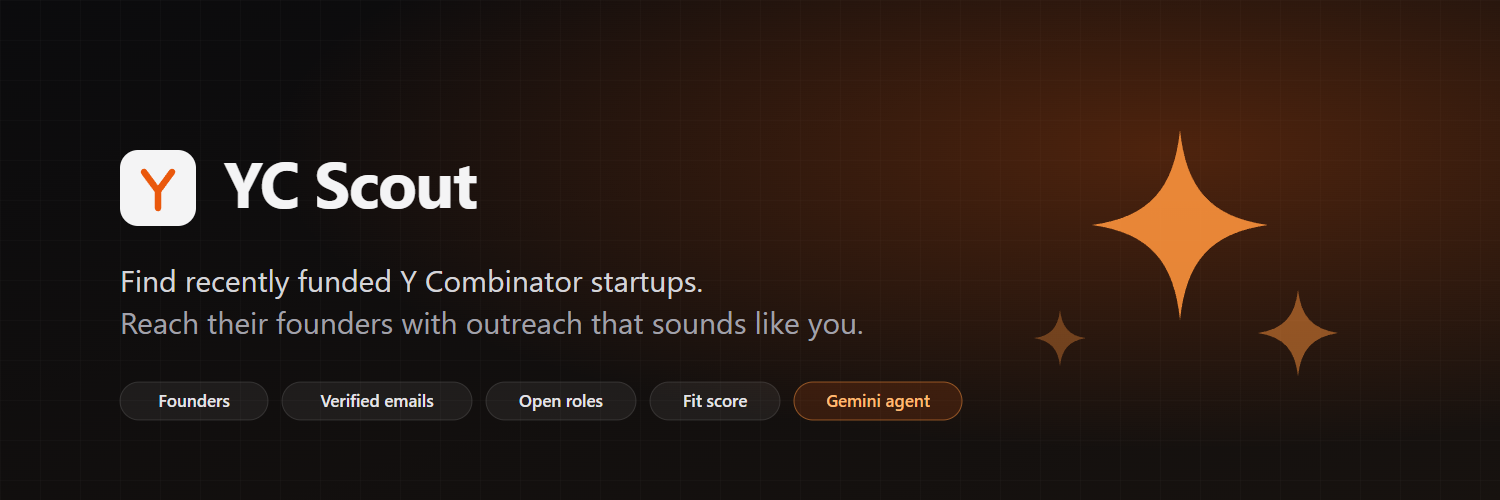 Y
YC Scout
Find recently funded Y Combinator startups.
Reach their founders with outreach that sounds like you.
Founders
Verified emails
Open roles
Fit score
Gemini agent